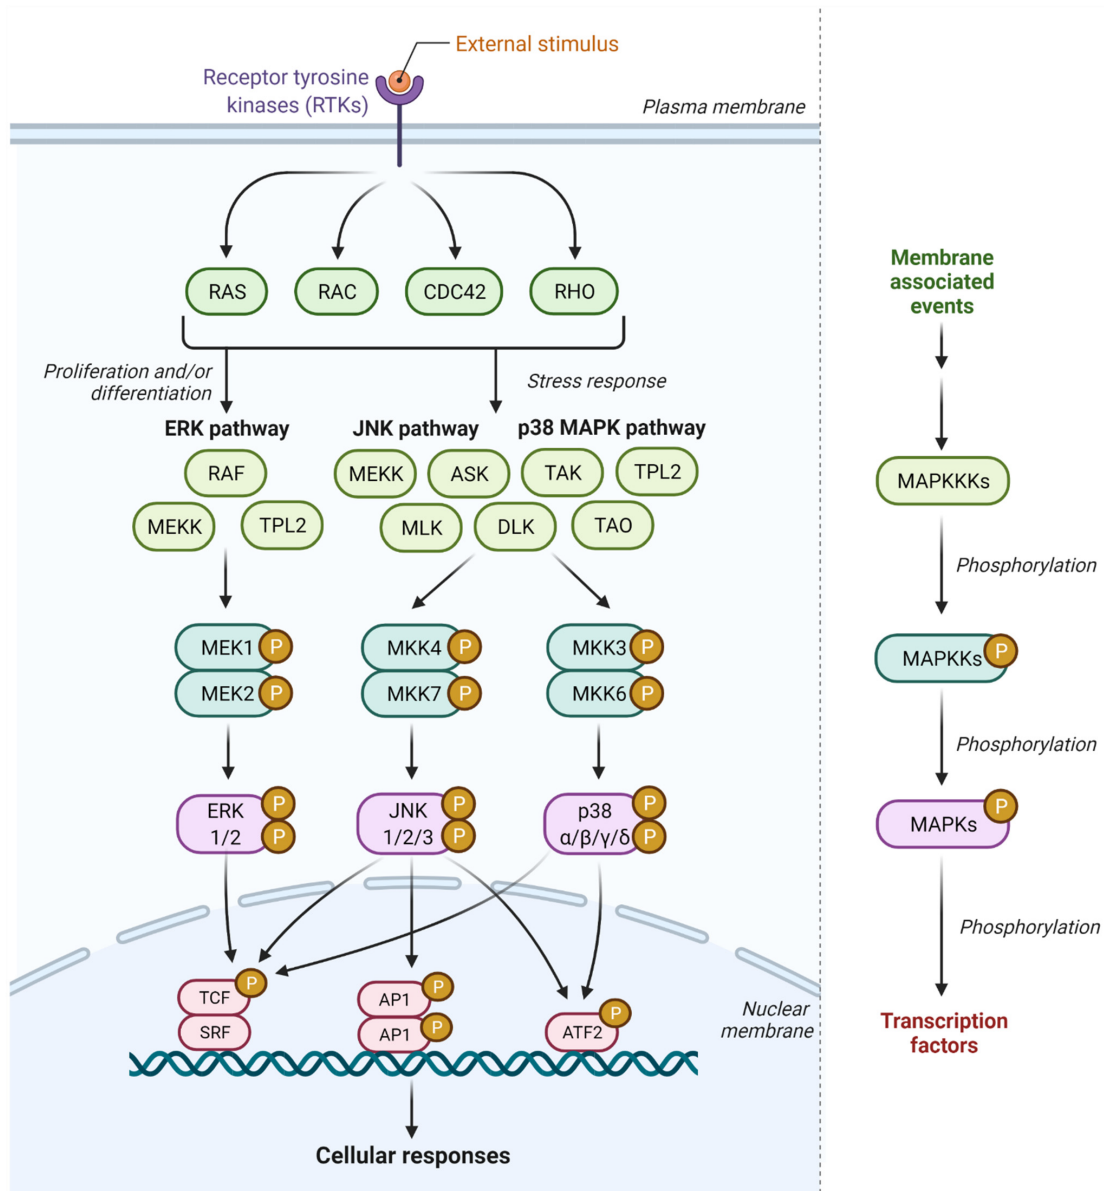 External stimulus
Receptor tyrosine
kinases (RTKs)
Plasma membrane
RAS
RAC
CDC42
RHO
Proliferation and/or
differentiation
Stress response
ERK pathway
JNK pathway
p38 MAPK pathway
RAF
MEKK
TPL2
MEKK
ASK
TAK
TPL2
MLK
DLK
TAO
MEK1 P
MEK2 P
MKK4 P
MKK7 P
MKK3 P
MKK6 P
ERK P
1/2 P
JNK P
1/2/3 P
p38 P
α/β/γ/δ P
TCF P
SRF
AP1 P
AP1 P
ATF2 P
Nuclear
membrane
Cellular responses
Membrane
associated
events
MAPKKKs
Phosphorylation
MAPKKs P
Phosphorylation
MAPKs P
Phosphorylation
Transcription
factors